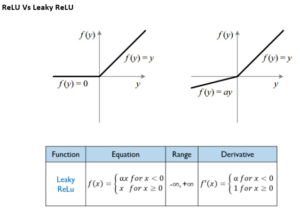 ReLU Vs Leaky ReLU
f(y)
f(y)
f(y) = y
f(y) = y
f(y) = 0
y
f(y) = ay
y
Function Equation Range Derivative
Leaky ReLu
f(x) = { αx for x < 0
x for x ≥ 0
-∞, +∞
f'(x) = { α for x < 0
1 for x ≥ 0